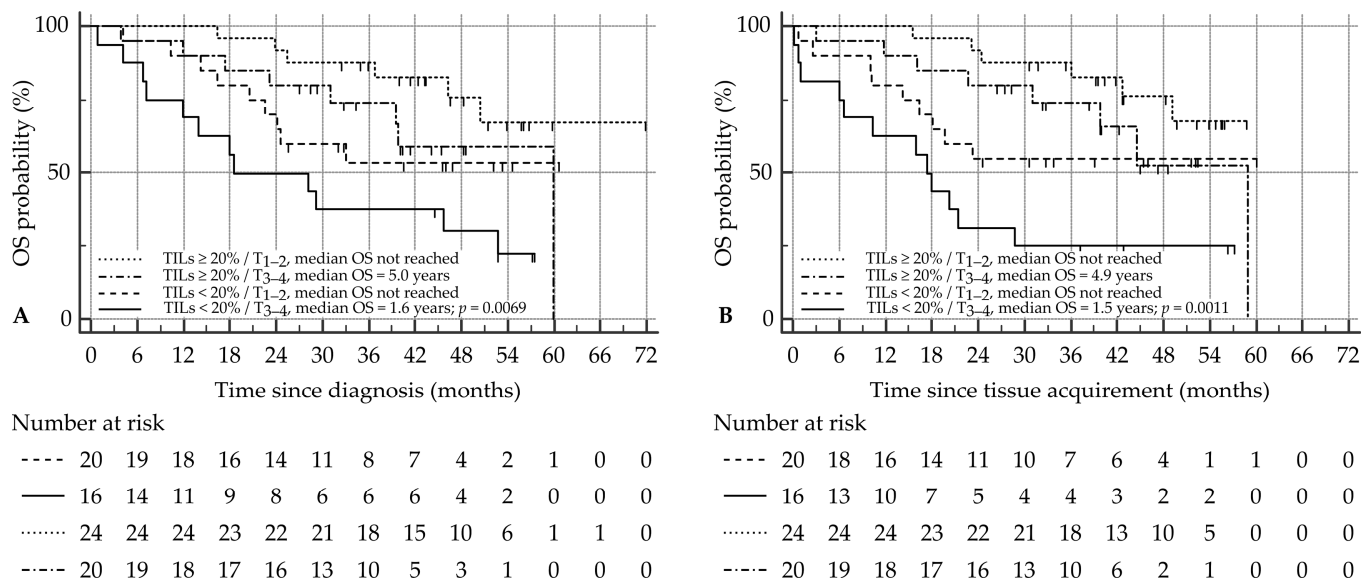 100
50
0
OS probability (%)
TILs ≥ 20% / T1–2, median OS not reached
TILs ≥ 20% / T3–4, median OS = 5.0 years
TILs < 20% / T1–2, median OS not reached
TILs < 20% / T3–4, median OS = 1.6 years; p = 0.0069
A
0 6 12 18 24 30 36 42 48 54 60 66 72
Time since diagnosis (months)
Number at risk
20 19 18 16 14 11 8 7 4 2 1 0 0
16 14 11 9 8 6 6 6 4 2 0 0 0
24 24 24 23 22 21 18 15 10 6 1 1 0
20 19 18 17 16 13 10 5 3 1 0 0 0
100
50
0
OS probability (%)
TILs ≥ 20% / T1–2, median OS not reached
TILs ≥ 20% / T3–4, median OS = 4.9 years
TILs < 20% / T1–2, median OS not reached
TILs < 20% / T3–4, median OS = 1.5 years; p = 0.0011
B
0 6 12 18 24 30 36 42 48 54 60 66 72
Time since tissue acquirement (months)
Number at risk
20 18 16 14 11 10 7 6 4 1 1 0 0
16 13 10 7 5 4 4 3 2 2 0 0 0
24 24 24 23 22 21 18 13 10 5 0 0 0
20 19 18 17 16 13 10 6 2 1 0 0 0